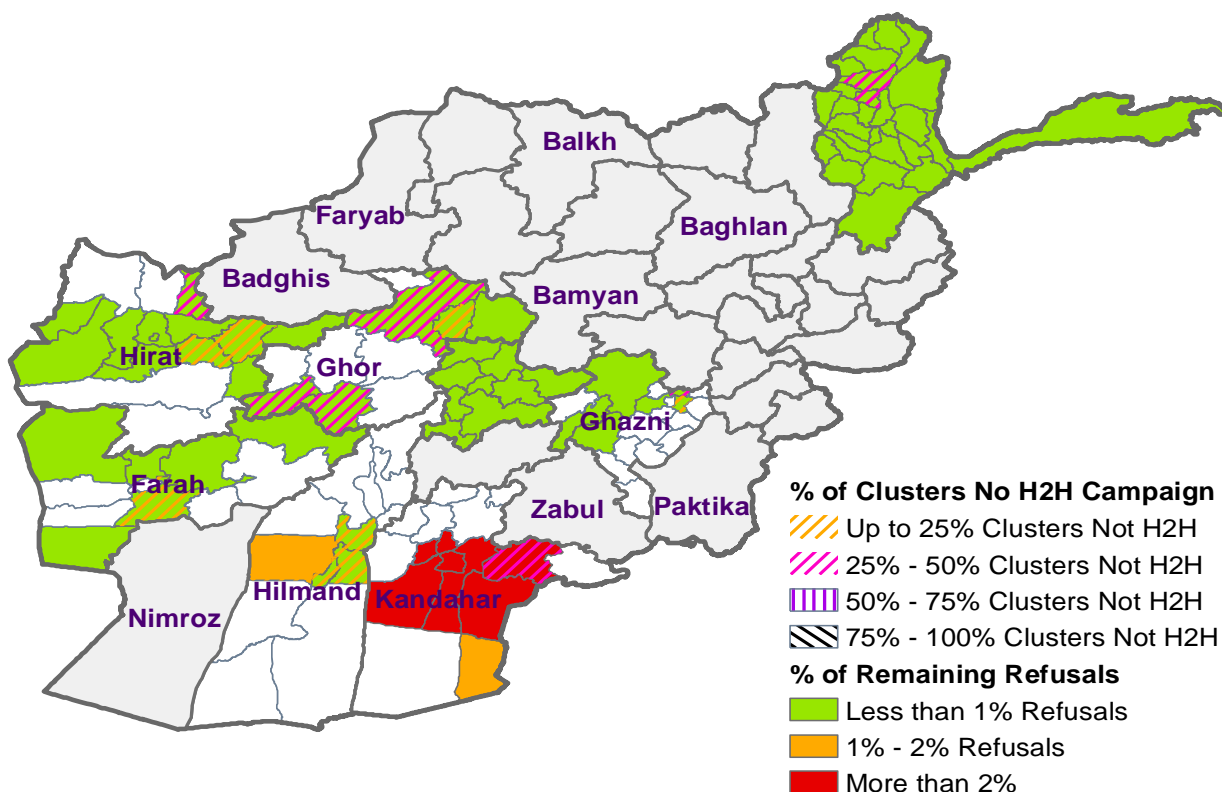 Balkh
Faryab
Baghlan
Badghis
Bamyan
Hirat
Ghor
Ghazni
Farah
Zabul
Paktika
Hilmand
Kandahar
Nimroz
% of Clusters No H2H Campaign
Up to 25% Clusters Not H2H
25% - 50% Clusters Not H2H
50% - 75% Clusters Not H2H
75% - 100% Clusters Not H2H
% of Remaining Refusals
Less than 1% Refusals
1% - 2% Refusals
More than 2%